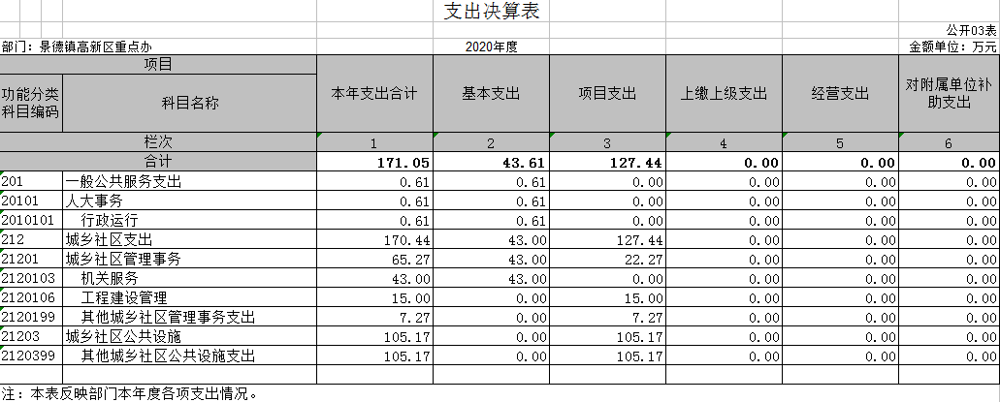 支出决算表
公开03表
部门：景德镇高新区重点办 2020年度 金额单位：万元
项目 本年支出合计 基本支出 项目支出 上缴上级支出 经营支出 对附属单位补助支出
功能分类科目编码 科目名称
栏次 1 2 3 4 5 6
合计 171.05 43.61 127.44 0.00 0.00 0.00
201 一般公共服务支出 0.61 0.61 0.00 0.00 0.00 0.00
20101 人大事务 0.61 0.61 0.00 0.00 0.00 0.00
2010101 行政运行 0.61 0.61 0.00 0.00 0.00 0.00
212 城乡社区支出 170.44 43.00 127.44 0.00 0.00 0.00
21201 城乡社区管理事务 65.27 43.00 22.27 0.00 0.00 0.00
2120103 机关服务 43.00 43.00 0.00 0.00 0.00 0.00
2120106 工程建设管理 15.00 0.00 15.00 0.00 0.00 0.00
2120199 其他城乡社区管理事务支出 7.27 0.00 7.27 0.00 0.00 0.00
21203 城乡社区公共设施 105.17 0.00 105.17 0.00 0.00 0.00
2120399 其他城乡社区公共设施支出 105.17 0.00 105.17 0.00 0.00 0.00
注：本表反映部门本年度各项支出情况。